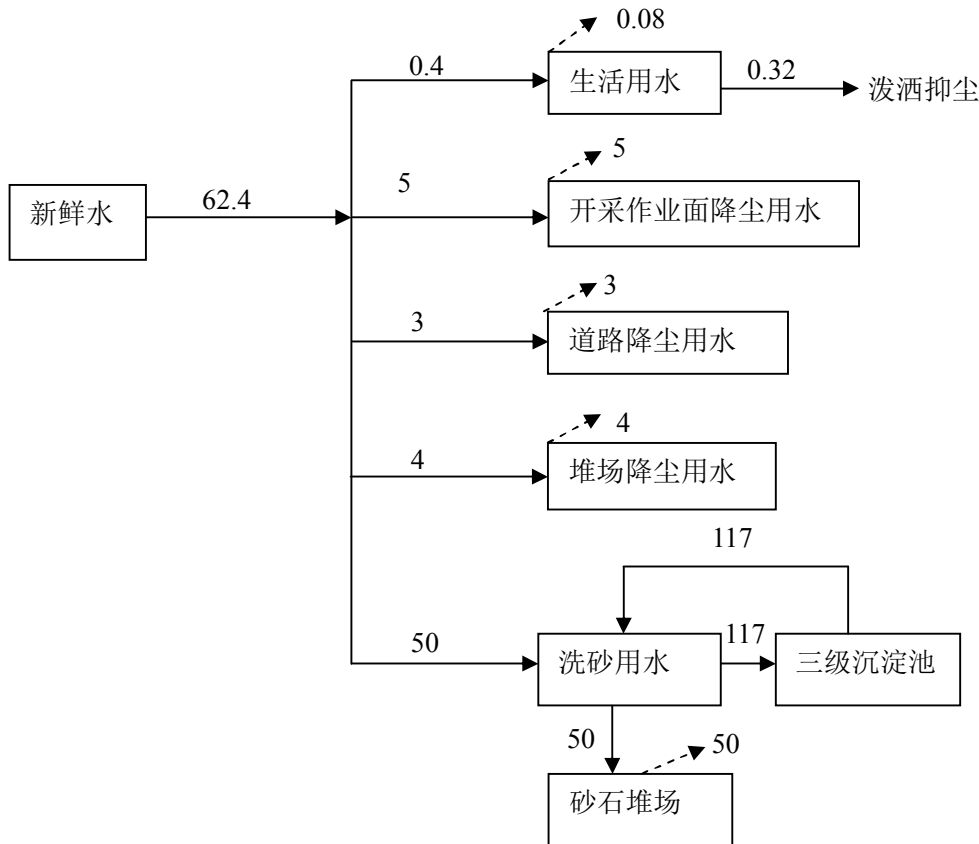 0.08
0.4
生活用水
0.32
泼洒抑尘
5
5
新鲜水
62.4
开采作业面降尘用水
3
3
道路降尘用水
4
4
堆场降尘用水
117
50
洗砂用水
117
三级沉淀池
50
50
砂石堆场